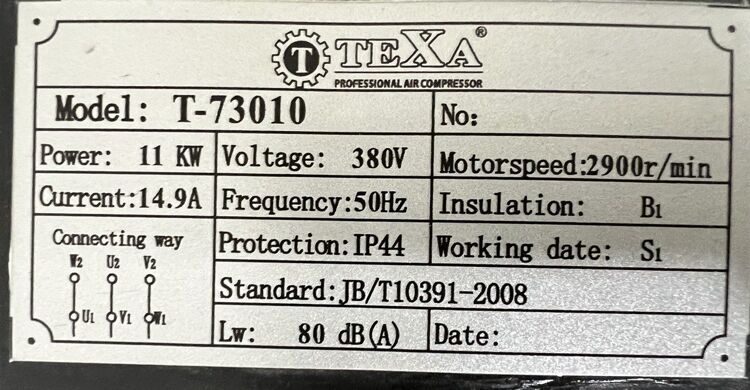 T TEXA®
PROFESSIONAL AIR COMPRESSOR
Model: T-73010 No:
Power: 11 KW Voltage: 380V Motorspeed:2900r/min
Current:14.9A Frequency:50Hz Insulation: B1
Connecting way Protection:IP44 Working date: S1
W2 U2 V2
U1 V1 W1
Standard:JB/T10391-2008
Lw: 80 dB(A) Date: